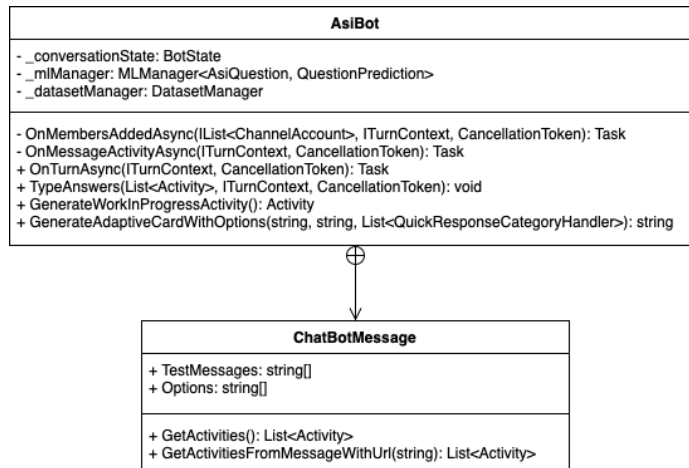 AsiBot
- _conversationState: BotState
- _mlManager: MLManager<AsiQuestion, QuestionPrediction>
- _datasetManager: DatasetManager
- OnMembersAddedAsync(IList<ChannelAccount>, ITurnContext, CancellationToken): Task
- OnMessageActivityAsync(ITurnContext, CancellationToken): Task
+ OnTurnAsync(ITurnContext, CancellationToken): Task
+ TypeAnswers(List<Activity>, ITurnContext, CancellationToken): void
+ GenerateWorkInProgressActivity(): Activity
+ GenerateAdaptiveCardWithOptions(string, string, List<QuickResponseCategoryHandler>): string
ChatBotMessage
+ TestMessages: string[]
+ Options: string[]
+ GetActivities(): List<Activity>
+ GetActivitiesFromMessageWithUrl(string): List<Activity>